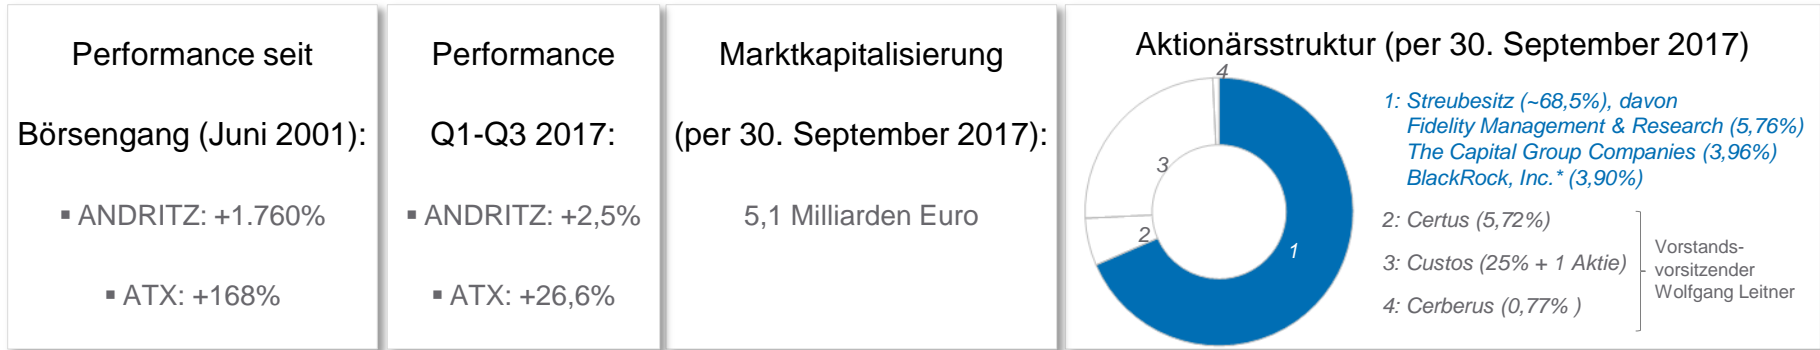 Performance seit
Börsengang (Juni 2001):
▪ ANDRITZ: +1.760%
▪ ATX: +168%
Performance
Q1-Q3 2017:
▪ ANDRITZ: +2,5%
▪ ATX: +26,6%
Marktkapitalisierung
(per 30. September 2017):
5,1 Milliarden Euro
Aktionärsstruktur (per 30. September 2017)
4
3
2
1
1: Streubesitz (~68,5%), davon
Fidelity Management & Research (5,76%)
The Capital Group Companies (3,96%)
BlackRock, Inc.* (3,90%)
2: Certus (5,72%)
3: Custos (25% + 1 Aktie)
4: Cerberus (0,77% )
Vorstands-
vorsitzender
Wolfgang Leitner